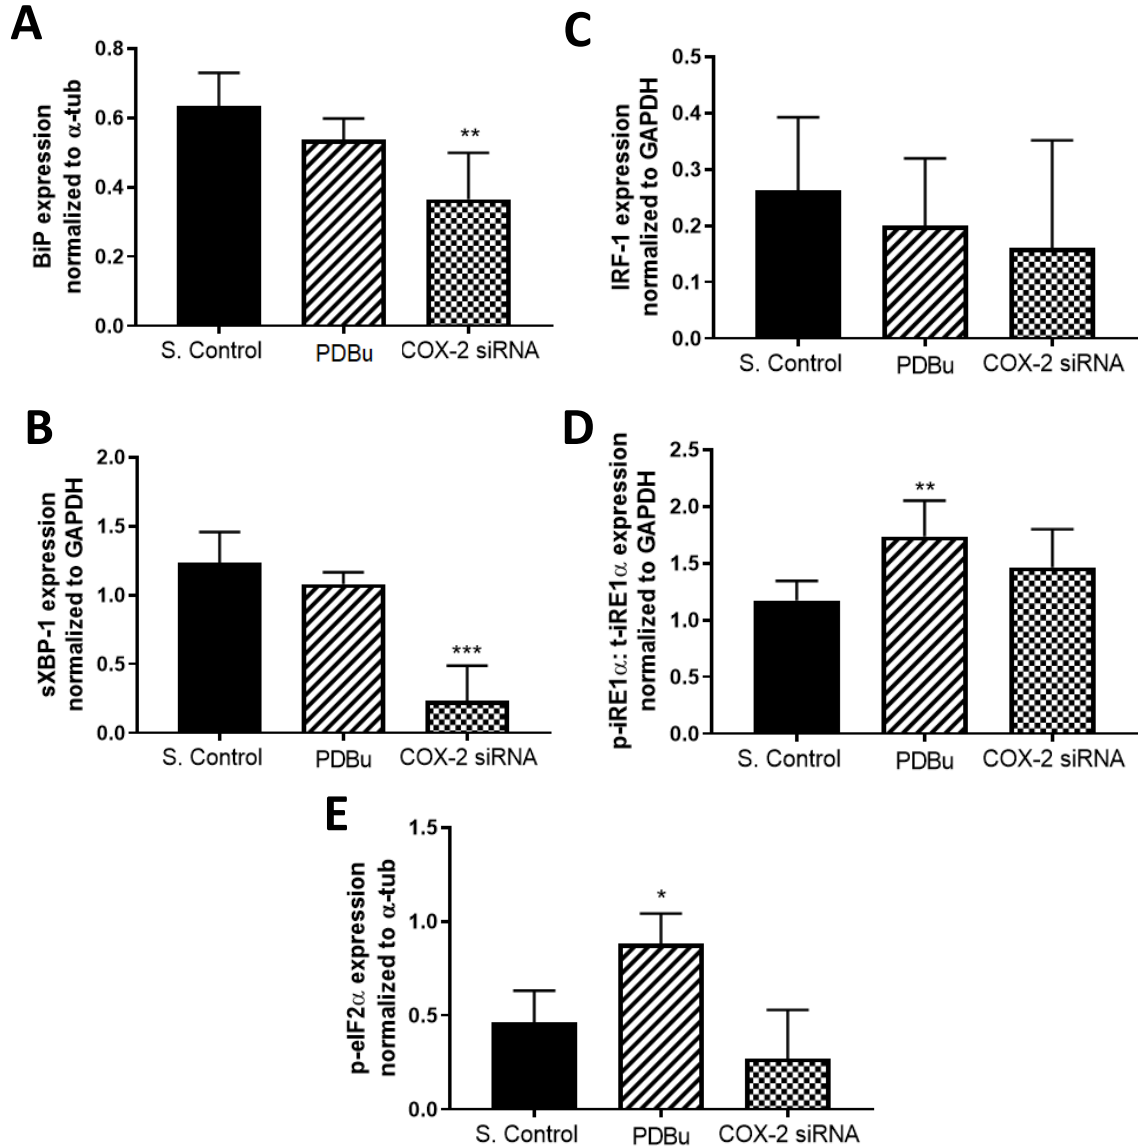 A
BiP expression
normalized to α-tub
0.8
0.6
0.4
0.2
0.0
**
S. Control
PDBu
COX-2 siRNA
C
IRF-1 expression
normalized to GAPDH
0.5
0.4
0.3
0.2
0.1
0.0
S. Control
PDBu
COX-2 siRNA
B
sXBP-1 expression
normalized to GAPDH
2.0
1.5
1.0
0.5
0.0
***
S. Control
PDBu
COX-2 siRNA
D
p-iRE1α: t-iRE1α expression
normalized to GAPDH
2.5
2.0
1.5
1.0
0.5
0.0
**
S. Control
PDBu
COX-2 siRNA
E
p-eIF2α expression
normalized to α-tub
1.5
1.0
0.5
0.0
*
S. Control
PDBu
COX-2 siRNA